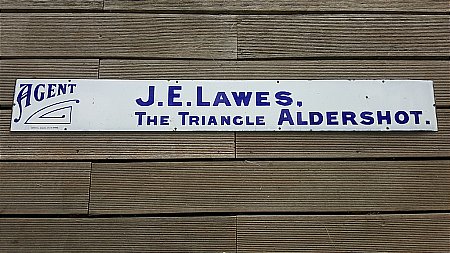 AGENT
J.E.LAWES,
THE TRIANGLE ALDERSHOT.